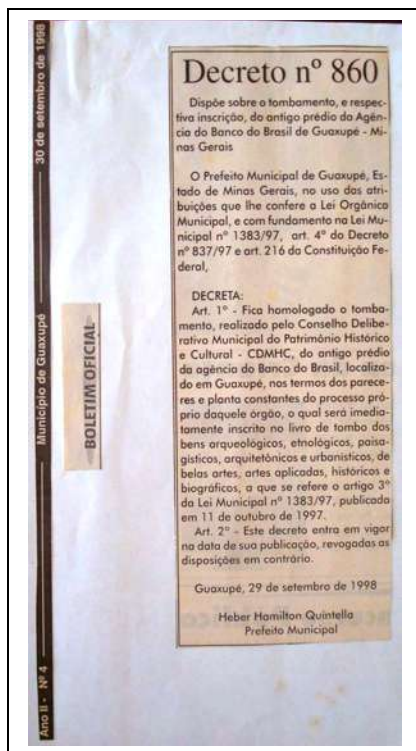 Ano II - Nº 4 — Município de Guaxupé — 30 de setembro de 1998
BOLETIM OFICIAL
Decreto nº 860
Dispõe sobre o tombamento, e respec-
tiva inscrição, do antigo prédio da Agên-
cia do Banco do Brasil de Guaxupé - Mi-
nas Gerais
O Prefeito Municipal de Guaxupé, Es-
tado de Minas Gerais, no uso das atri-
buições que lhe confere a Lei Orgânica
Municipal, e com fundamento na Lei Mu-
nicipal nº 1383/97, art. 4º do Decreto
nº 837/97 e art. 216 da Constituição Fe-
deral,
DECRETA:
Art. 1º - Fica homologado o tomba-
mento, realizado pelo Conselho Delibe-
rativo Municipal do Patrimônio Histórico
e Cultural - CDMHC, do antigo prédio
da agência do Banco do Brasil, localiza-
do em Guaxupé, nos termos dos parece-
res e planta constantes do processo pró-
prio daquele órgão, o qual será imedia-
tamente inscrito no livro de tombo dos
bens arqueológicos, etnológicos, paisa-
gísticos, arquitetônicos e urbanísticos, de
belas artes, artes aplicadas, históricos e
biográficos, a que se refere o artigo 3º
da Lei Municipal nº 1383/97, publicada
em 11 de outubro de 1997.
Art. 2º - Este decreto entra em vigor
na data de sua publicação, revogadas as
disposições em contrário.
Guaxupé, 29 de setembro de 1998
Heber Hamilton Quintella
Prefeito Municipal